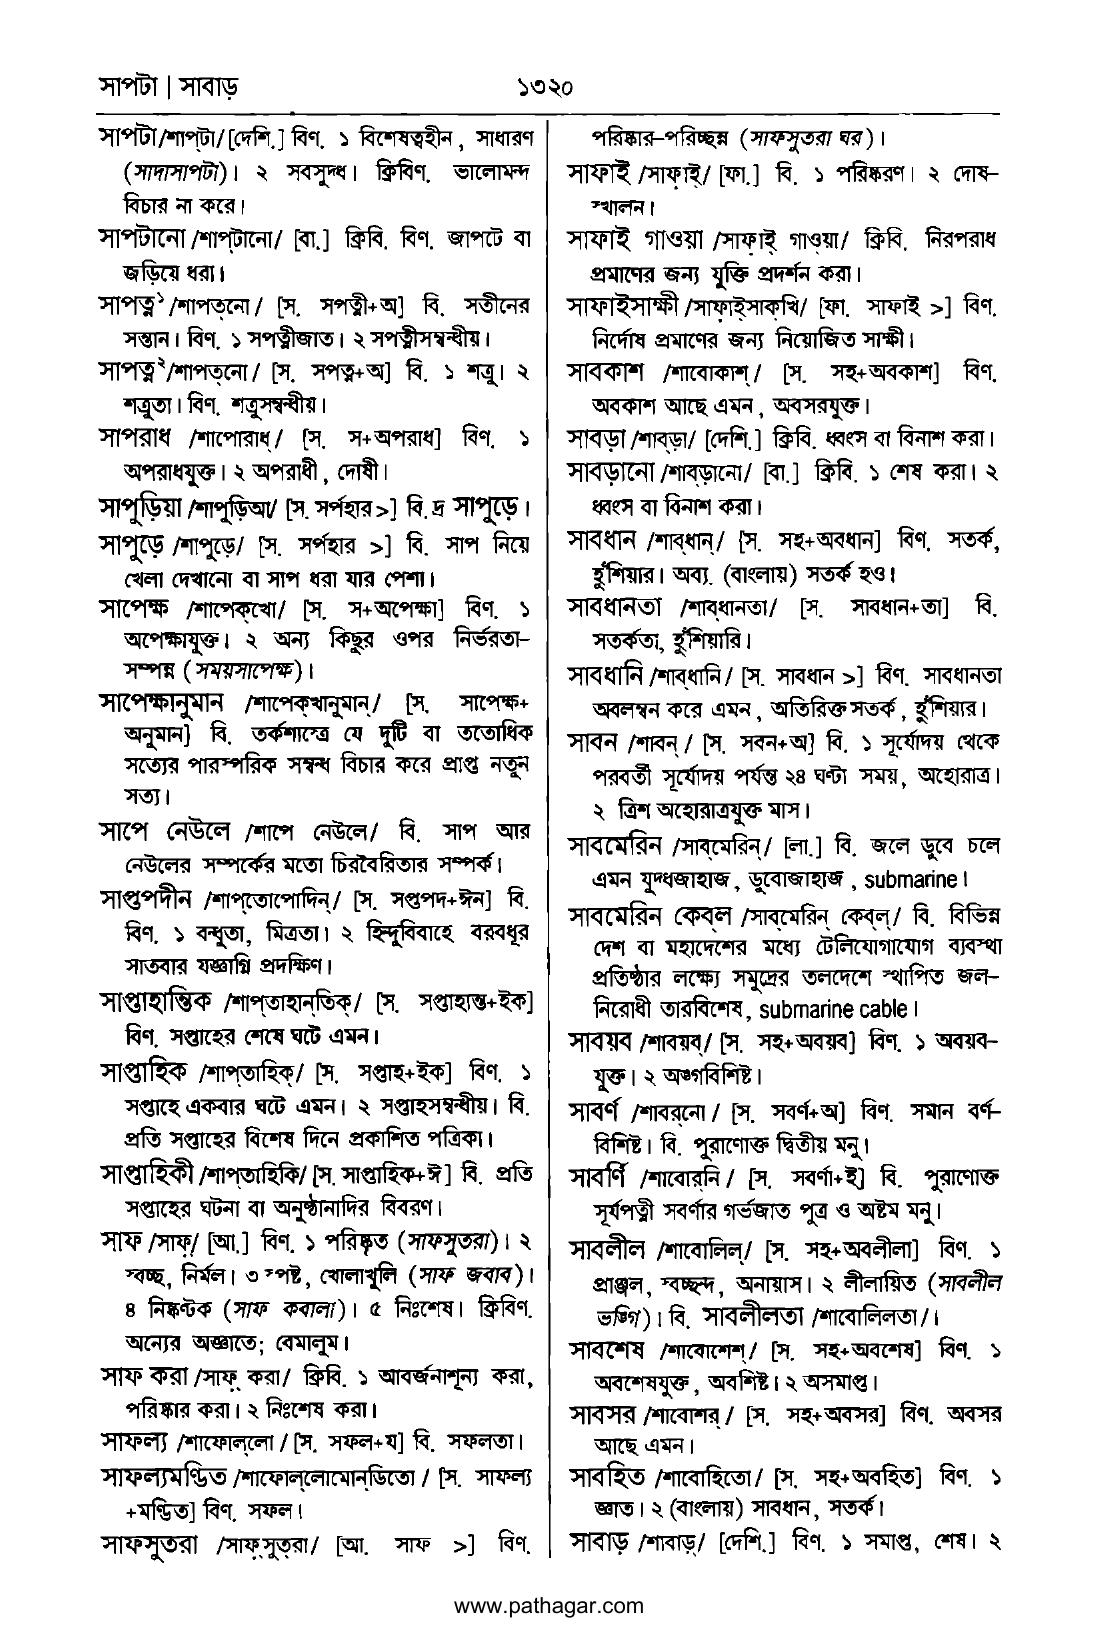 সাপটা | সাবাড়
১৩২০
সাপটা /শাপ্‌টা/ [দেশি.] বিণ. ১ বিশেষত্বহীন, সাধারণ
(সাদাসাপটা)। ২ সবসুদ্ধ। ক্রিবিণ. ভালোমন্দ
বিচার না করে।
সাপটানো /শাপ্‌টানো/ [বা.] ক্রিবি. বিণ. জাপটে বা
জড়িয়ে ধরা।
সাপত্ন১ /শাপত্‌নো/ [স. সপত্নী+অ] বি. সতীনের
সন্তান। বিণ. ১ সপত্নীজাত। ২ সপত্নীসম্বন্ধীয়।
সাপত্ন২ /শাপত্‌নো/ [স. সপত্ন+অ] বি. ১ শত্রু। ২
শত্রুতা। বিণ. শত্রুসম্বন্ধীয়।
সাপরাধ /শাপোরাধ্‌/ [স. স+অপরাধ] বিণ. ১
অপরাধযুক্ত। ২ অপরাধী, দোষী।
সাপুড়িয়া /শাপুড়িআ/ [স. সর্পহার >] বি. দ্র সাপুড়ে।
সাপুড়ে /শাপুড়ে/ [স. সর্পহার >] বি. সাপ নিয়ে
খেলা দেখানো বা সাপ ধরা যার পেশা।
সাপেক্ষ /শাপেক্‌খো/ [স. স+অপেক্ষা] বিণ. ১
অপেক্ষাযুক্ত। ২ অন্য কিছুর ওপর নির্ভরতা-
সম্পন্ন (সময়সাপেক্ষ)।
সাপেক্ষানুমান /শাপেক্‌খানুমান্‌/ [স. সাপেক্ষ+
অনুমান] বি. তর্কশাস্ত্রে যে দুটি বা ততোধিক
সত্যের পারস্পরিক সম্বন্ধ বিচার করে প্রাপ্ত নতুন
সত্য।
সাপে নেউলে /শাপে নেউলে/ বি. সাপ আর
নেউলের সম্পর্কের মতো চিরবৈরিতার সম্পর্ক।
সাপ্তপদীন /শাপ্‌তোপোদিন্‌/ [স. সপ্তপদ+ঈন] বি.
বিণ. ১ বন্ধুতা, মিত্রতা। ২ হিন্দুবিবাহে বরবধূর
সাতবার যজ্ঞাগ্নি প্রদক্ষিণ।
সাপ্তাহান্তিক /শাপ্‌তাহান্‌তিক্‌/ [স. সপ্তাহান্ত+ইক]
বিণ. সপ্তাহের শেষে ঘটে এমন।
সাপ্তাহিক /শাপ্‌তাহিক্‌/ [স. সপ্তাহ+ইক] বিণ. ১
সপ্তাহে একবার ঘটে এমন। ২ সপ্তাহসম্বন্ধীয়। বি.
প্রতি সপ্তাহের বিশেষ দিনে প্রকাশিত পত্রিকা।
সাপ্তাহিকী /শাপ্‌তাহিকি/ [স. সাপ্তাহিক+ঈ] বি. প্রতি
সপ্তাহের ঘটনা বা অনুষ্ঠানাদির বিবরণ।
সাফ /সাফ্‌/ [আ.] বিণ. ১ পরিষ্কৃত (সাফসুতরা)। ২
স্বচ্ছ, নির্মল। ৩ স্পষ্ট, খোলাখুলি (সাফ জবাব)।
৪ নিষ্কণ্টক (সাফ কবালা)। ৫ নিঃশেষ। ক্রিবিণ.
অন্যের অজ্ঞাতে; বেমালুম।
সাফ করা /সাফ্‌ করা/ ক্রিবি. ১ আবর্জনাশূন্য করা,
পরিষ্কার করা। ২ নিঃশেষ করা।
সাফল্য /শাফোল্‌লো/ [স. সফল+য] বি. সফলতা।
সাফল্যমণ্ডিত /শাফোল্‌লোমোন্‌ডিতো/ [স. সাফল্য
+মণ্ডিত] বিণ. সফল।
সাফসুতরা /সাফ্‌সুত্‌রা/ [আ. সাফ >] বিণ.
পরিষ্কার-পরিচ্ছন্ন (সাফসুতরা ঘর)।
সাফাই /সাফাই্‌/ [ফা.] বি. ১ পরিষ্করণ। ২ দোষ-
স্খালন।
সাফাই গাওয়া /সাফাই্‌ গাওয়া/ ক্রিবি. নিরপরাধ
প্রমাণের জন্য যুক্তি প্রদর্শন করা।
সাফাইসাক্ষী /সাফাই্‌সাক্‌খি/ [ফা. সাফাই >] বিণ.
নির্দোষ প্রমাণের জন্য নিয়োজিত সাক্ষী।
সাবকাশ /শাবোকাশ্‌/ [স. সহ+অবকাশ] বিণ.
অবকাশ আছে এমন, অবসরযুক্ত।
সাবড়া /শাব্‌ড়া/ [দেশি.] ক্রিবি. ধ্বংস বা বিনাশ করা।
সাবড়ানো /শাব্‌ড়ানো/ [বা.] ক্রিবি. ১ শেষ করা। ২
ধ্বংস বা বিনাশ করা।
সাবধান /শাব্‌ধান্‌/ [স. সহ+অবধান] বিণ. সতর্ক,
হুঁশিয়ার। অব্য. (বাংলায়) সতর্ক হও।
সাবধানতা /শাব্‌ধানতা/ [স. সাবধান+তা] বি.
সতর্কতা, হুঁশিয়ারি।
সাবধানি /শাব্‌ধানি/ [স. সাবধান >] বিণ. সাবধানতা
অবলম্বন করে এমন, অতিরিক্ত সতর্ক, হুঁশিয়ার।
সাবন /শাবন্‌/ [স. সবন+অ] বি. ১ সূর্যোদয় থেকে
পরবর্তী সূর্যোদয় পর্যন্ত ২৪ ঘণ্টা সময়, অহোরাত্র।
২ ত্রিশ অহোরাত্রযুক্ত মাস।
সাবমেরিন /সাব্‌মেরিন্‌/ [লা.] বি. জলে ডুবে চলে
এমন যুদ্ধজাহাজ, ডুবোজাহাজ, submarine।
সাবমেরিন কেব্‌ল /সাব্‌মেরিন্‌ কেব্‌ল্‌/ বি. বিভিন্ন
দেশ বা মহাদেশের মধ্যে টেলিযোগাযোগ ব্যবস্থা
প্রতিষ্ঠার লক্ষ্যে সমুদ্রের তলদেশে স্থাপিত জল-
নিরোধী তারবিশেষ, submarine cable।
সাবয়ব /শাবয়ব্‌/ [স. সহ+অবয়ব] বিণ. ১ অবয়ব-
যুক্ত। ২ অঙ্গবিশিষ্ট।
সাবর্ণ /শাবর্‌নো/ [স. সবর্ণ+অ] বিণ. সমান বর্ণ-
বিশিষ্ট। বি. পুরাণোক্ত দ্বিতীয় মনু।
সাবর্ণি /শাবোর্‌নি/ [স. সবর্ণা+ই] বি. পুরাণোক্ত
সূর্যপত্নী সবর্ণার গর্ভজাত পুত্র ও অষ্টম মনু।
সাবলীল /শাবোলিল্‌/ [স. সহ+অবলীলা] বিণ. ১
প্রাঞ্জল, স্বচ্ছন্দ, অনায়াস। ২ লীলায়িত (সাবলীল
ভঙ্গি)। বি. সাবলীলতা /শাবোলিলতা/।
সাবশেষ /শাবোশেশ্‌/ [স. সহ+অবশেষ] বিণ. ১
অবশেষযুক্ত, অবশিষ্ট। ২ অসমাপ্ত।
সাবসর /শাবোশর্‌/ [স. সহ+অবসর] বিণ. অবসর
আছে এমন।
সাবহিত /শাবোহিতো/ [স. সহ+অবহিত] বিণ. ১
জ্ঞাত। ২ (বাংলায়) সাবধান, সতর্ক।
সাবাড় /শাবাড়্‌/ [দেশি.] বিণ. ১ সমাপ্ত, শেষ। ২
www.pathagar.com